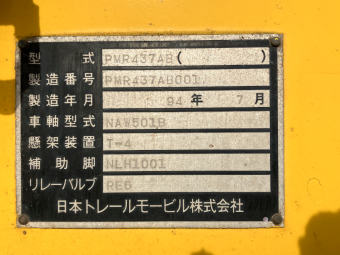 型式 PMR437AB( )
製造番号 PMR437AB001
製造年月 94年 7月
車軸型式 NAW501B
懸架装置 T-4
補助脚 NLH1001
リレーバルブ RE6
日本トレールモービル株式会社